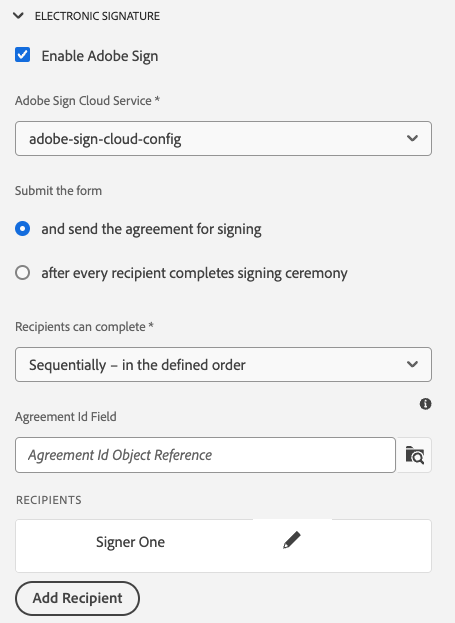 ELECTRONIC SIGNATURE
Enable Adobe Sign
Adobe Sign Cloud Service *
adobe-sign-cloud-config
Submit the form
and send the agreement for signing
after every recipient completes signing ceremony
Recipients can complete *
Sequentially – in the defined order
Agreement Id Field
Agreement Id Object Reference
RECIPIENTS
Signer One
Add Recipient